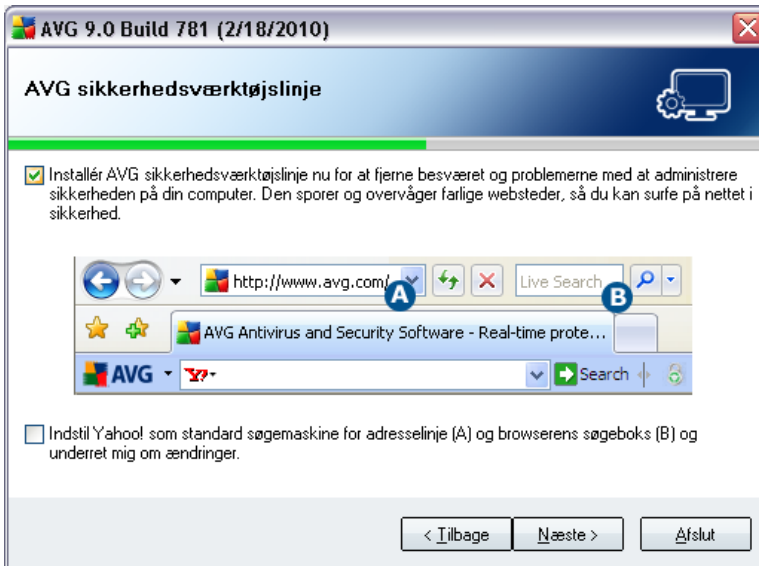 AVG 9.0 Build 781 (2/18/2010)
AVG sikkerhedsværktøjslinje
Installér AVG sikkerhedsværktøjslinje nu for at fjerne besværet og problemerne med at administrere
sikkerheden på din computer. Den sporer og overvåger farlige websteder, så du kan surfe på nettet i
sikkerhed.
http://www.avg.com/
A
Live Search
B
AVG Antivirus and Security Software - Real-time prote...
AVG
Y!
Search
Indstil Yahoo! som standard søgemaskine for adresselinje (A) og browserens søgeboks (B) og
underret mig om ændringer.
< Tilbage
Næste >
Afslut